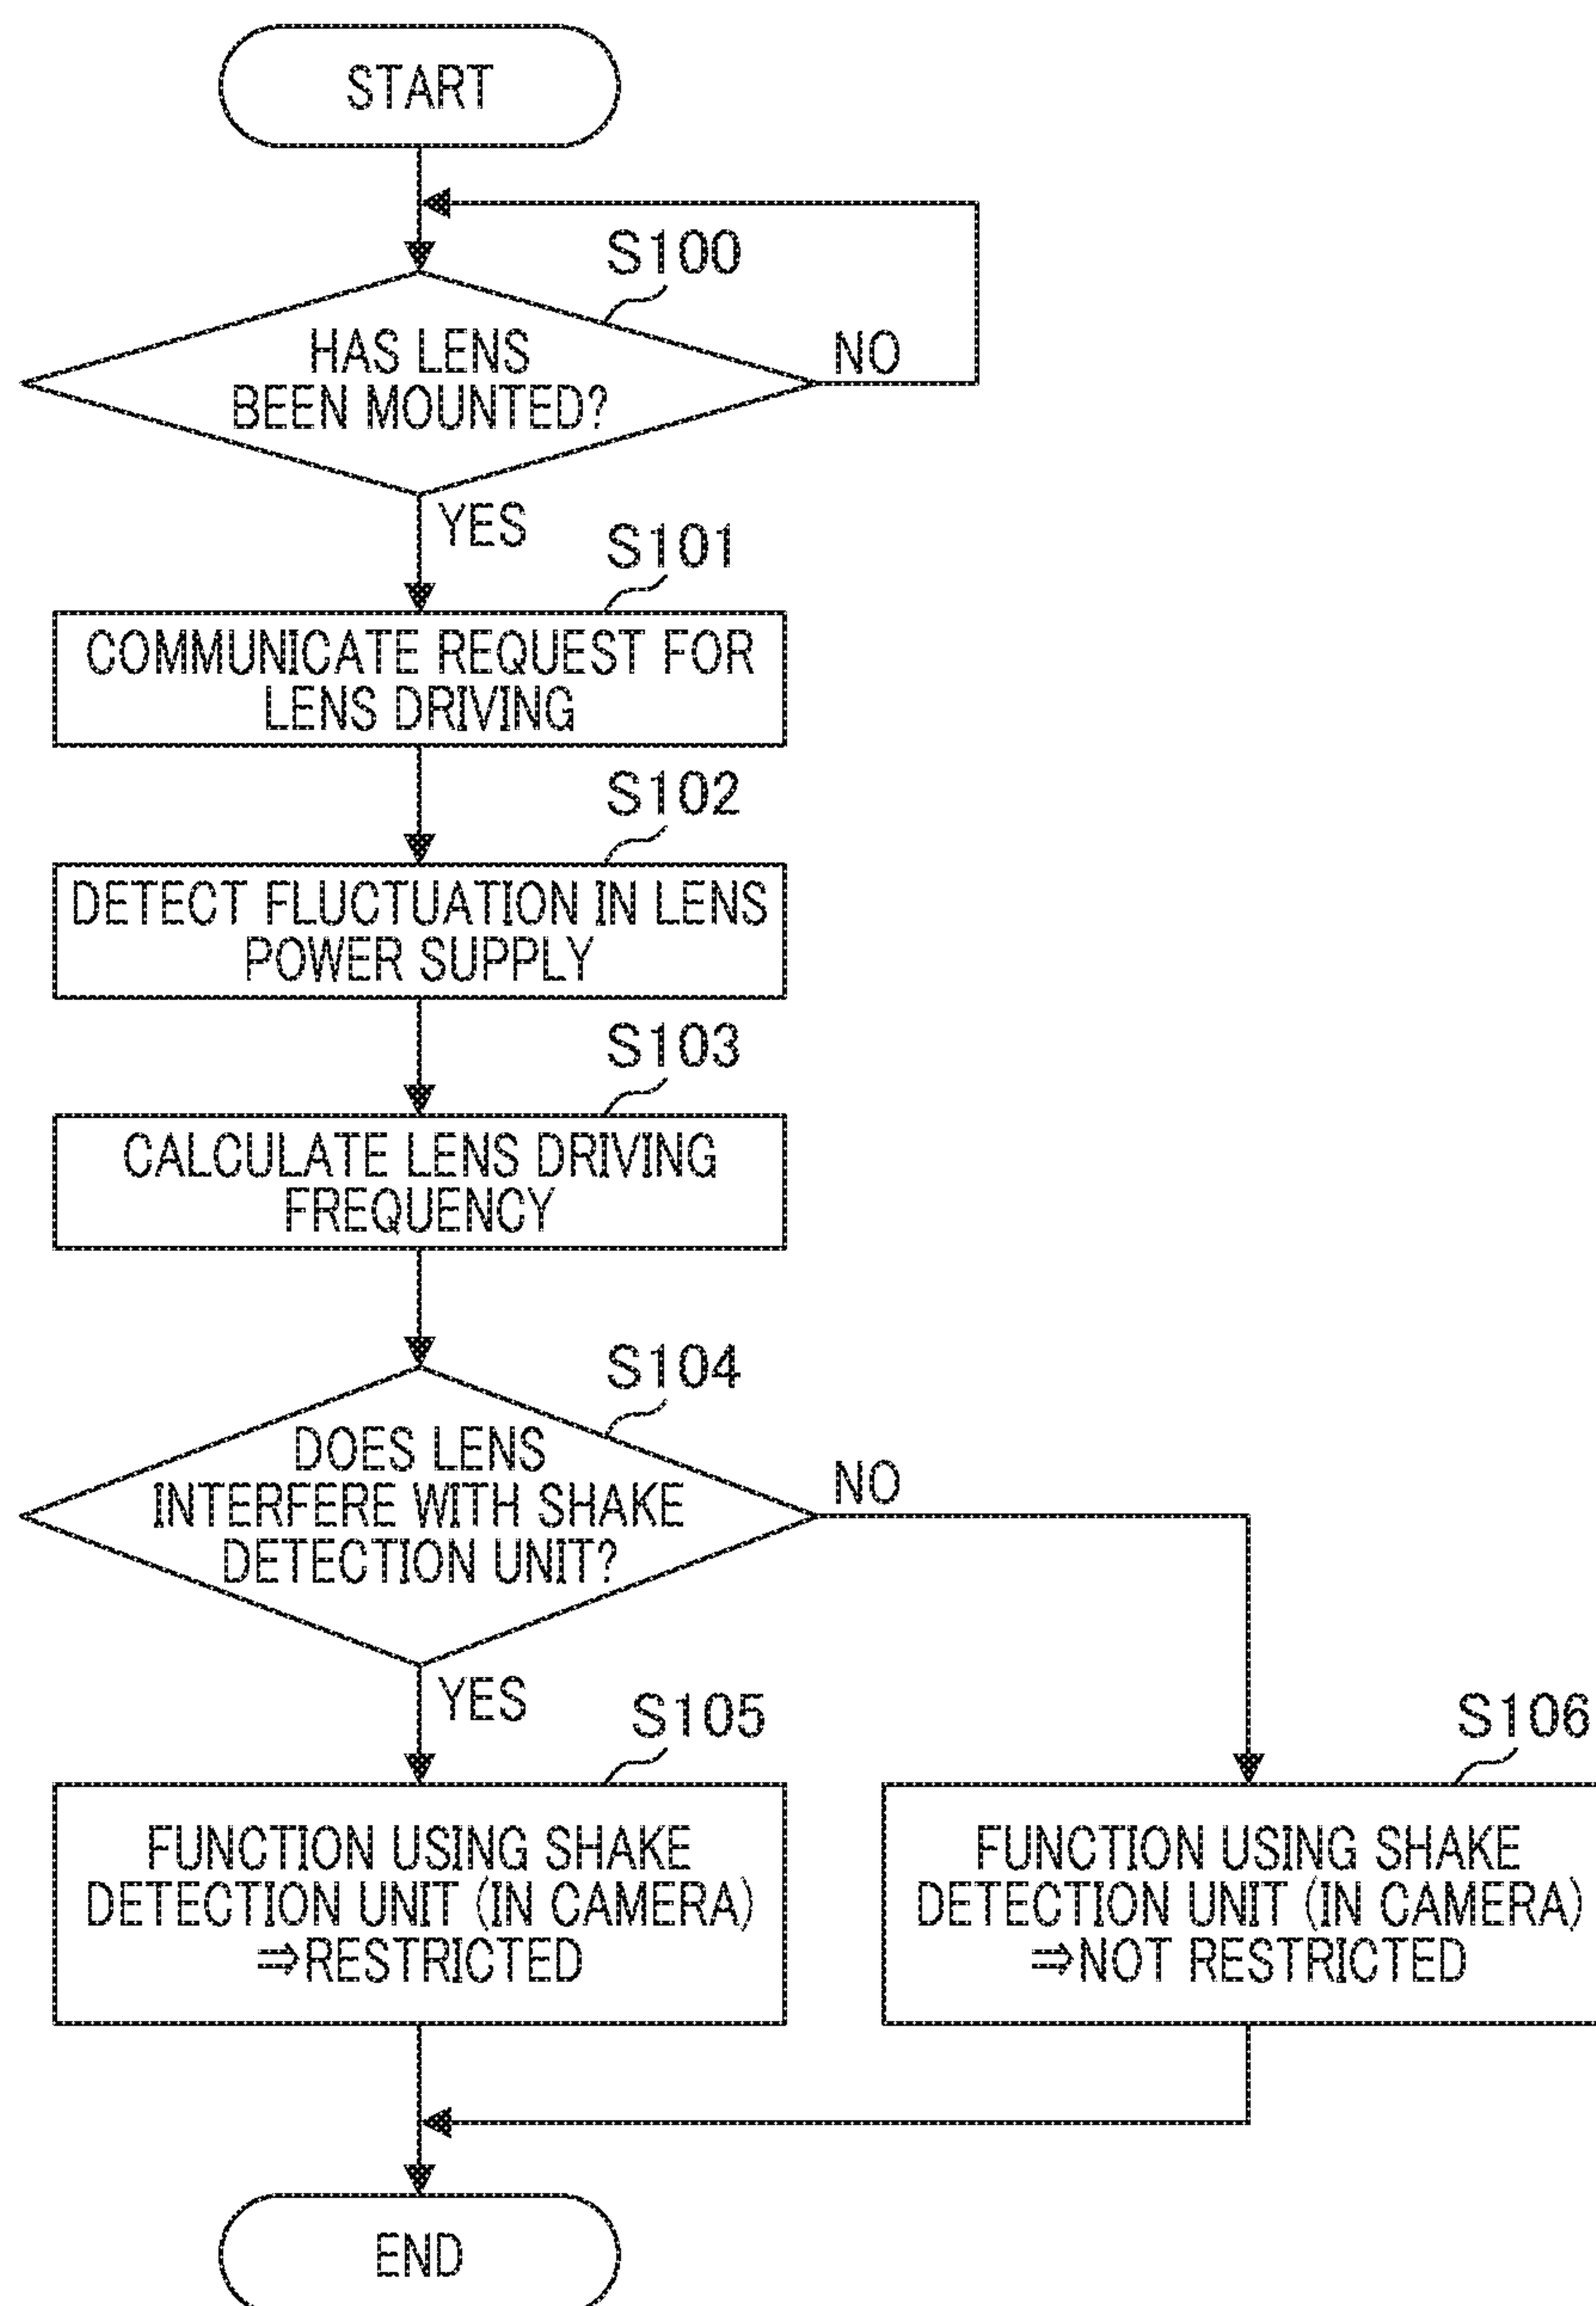 START
S100
HAS LENS
BEEN MOUNTED?
NO
YES
S101
COMMUNICATE REQUEST FOR
LENS DRIVING
S102
DETECT FLUCTUATION IN LENS
POWER SUPPLY
S103
CALCULATE LENS DRIVING
FREQUENCY
S104
DOES LENS
INTERFERE WITH SHAKE
DETECTION UNIT?
NO
YES
S105
FUNCTION USING SHAKE
DETECTION UNIT (IN CAMERA)
⇒RESTRICTED
S106
FUNCTION USING SHAKE
DETECTION UNIT (IN CAMERA)
⇒NOT RESTRICTED
END